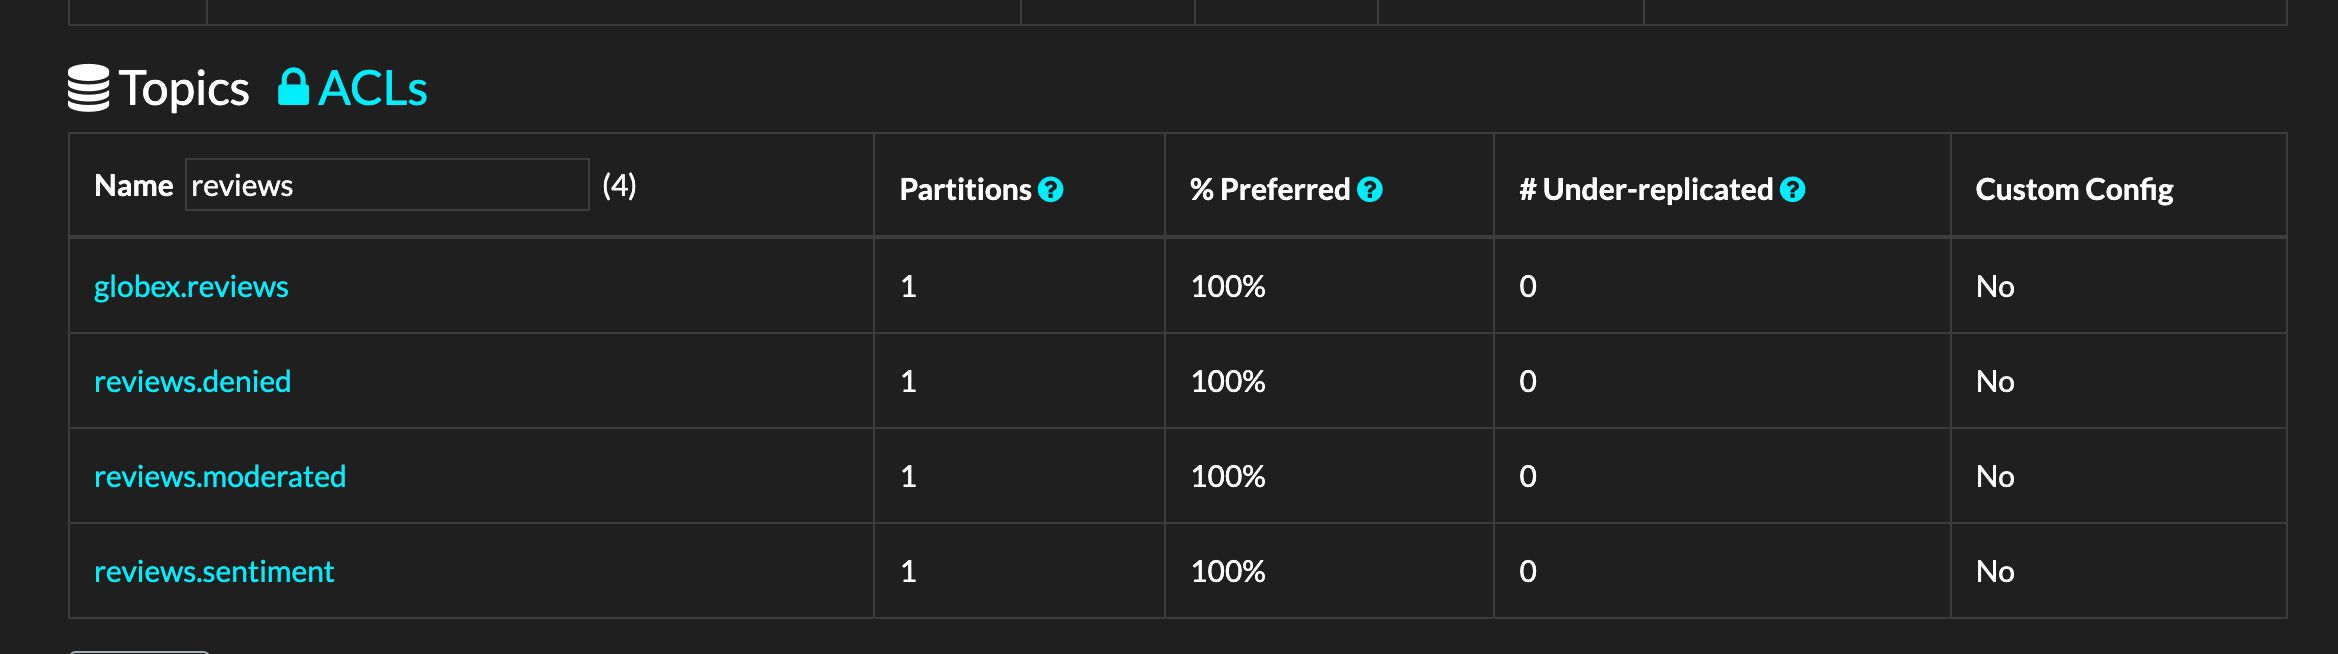 Topics ACLs
Name reviews (4) Partitions ? % Preferred ? # Under-replicated ? Custom Config
globex.reviews 1 100% 0 No
reviews.denied 1 100% 0 No
reviews.moderated 1 100% 0 No
reviews.sentiment 1 100% 0 No